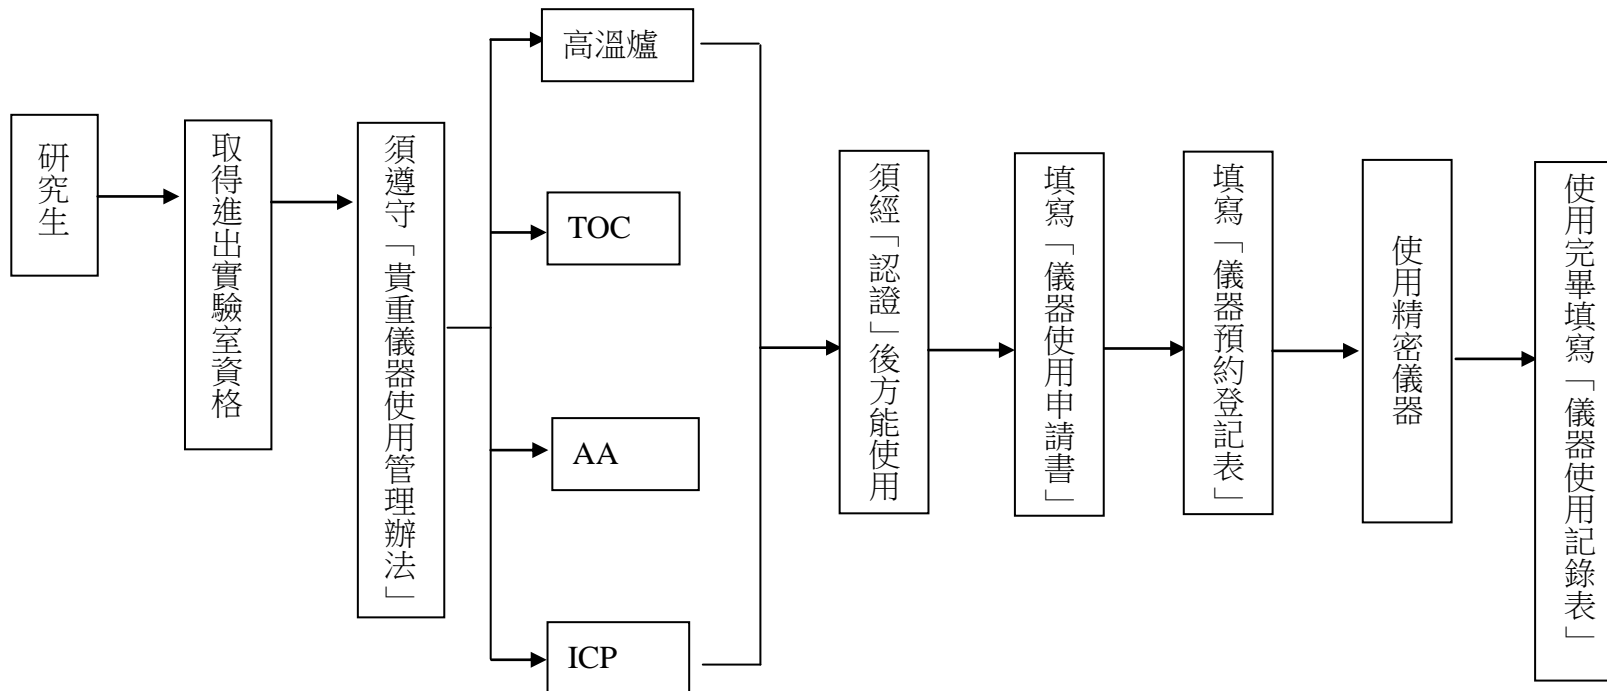 研究生
取得進出實驗室資格
須遵守「貴重儀器使用管理辦法」
高溫爐
TOC
AA
ICP
須經「認證」後方能使用
填寫「儀器使用申請書」
填寫「儀器預約登記表」
使用精密儀器
使用完畢填寫「儀器使用記錄表」